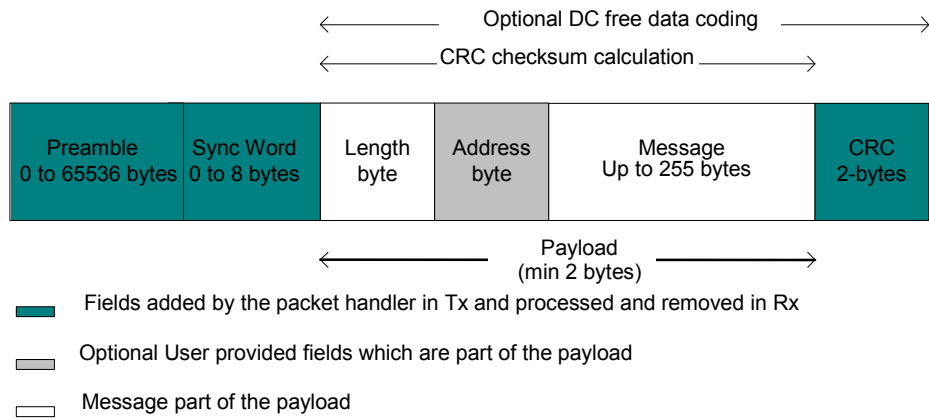 Optional DC free data coding
CRC checksum calculation
Preamble
0 to 65536 bytes
Sync Word
0 to 8 bytes
Length
byte
Address
byte
Message
Up to 255 bytes
CRC
2-bytes
Payload
(min 2 bytes)
Fields added by the packet handler in Tx and processed and removed in Rx
Optional User provided fields which are part of the payload
Message part of the payload